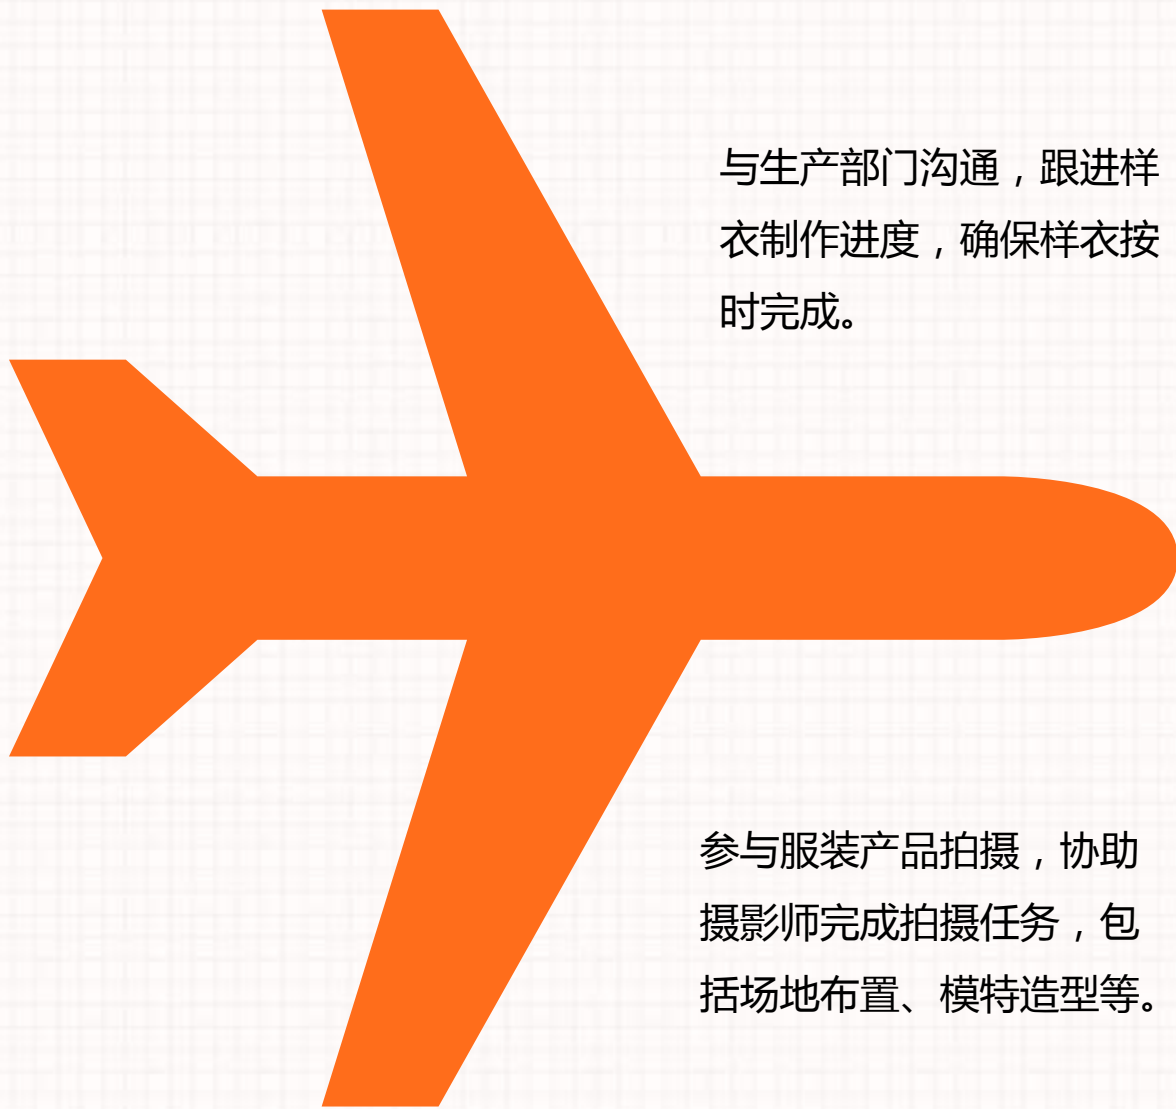 与生产部门沟通，跟进样
衣制作进度，确保样衣按
时完成。
参与服装产品拍摄，协助
摄影师完成拍摄任务，包
括场地布置、模特造型等。